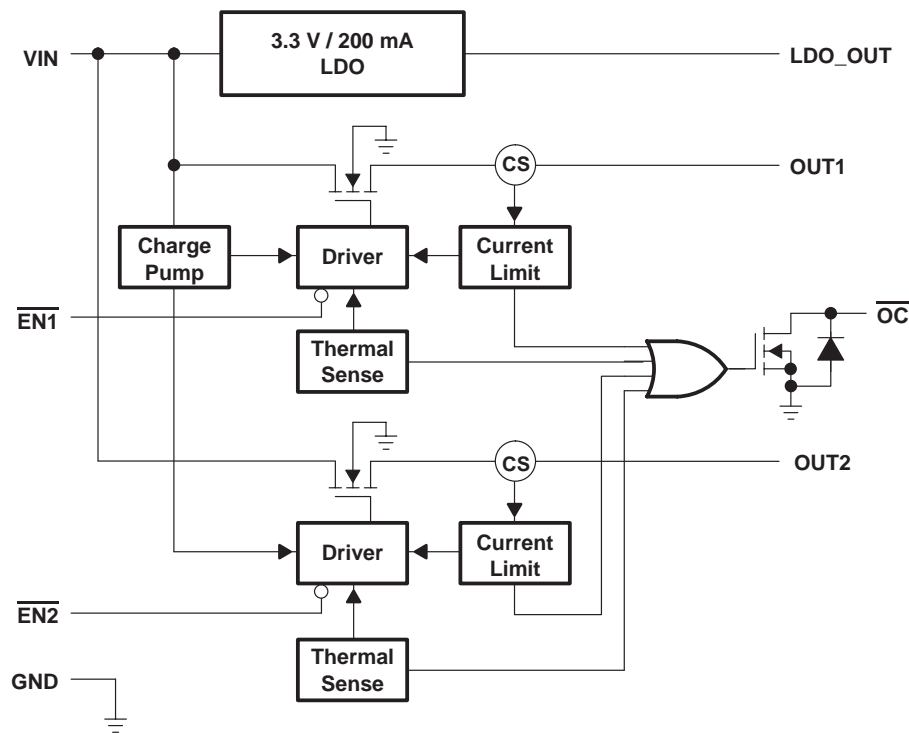 3.3 V / 200 mA
LDO
VIN
LDO_OUT
CS
OUT1
Charge
Pump
Driver
Current
Limit
EN1
OC
Thermal
Sense
CS
OUT2
Driver
Current
Limit
EN2
Thermal
Sense
GND